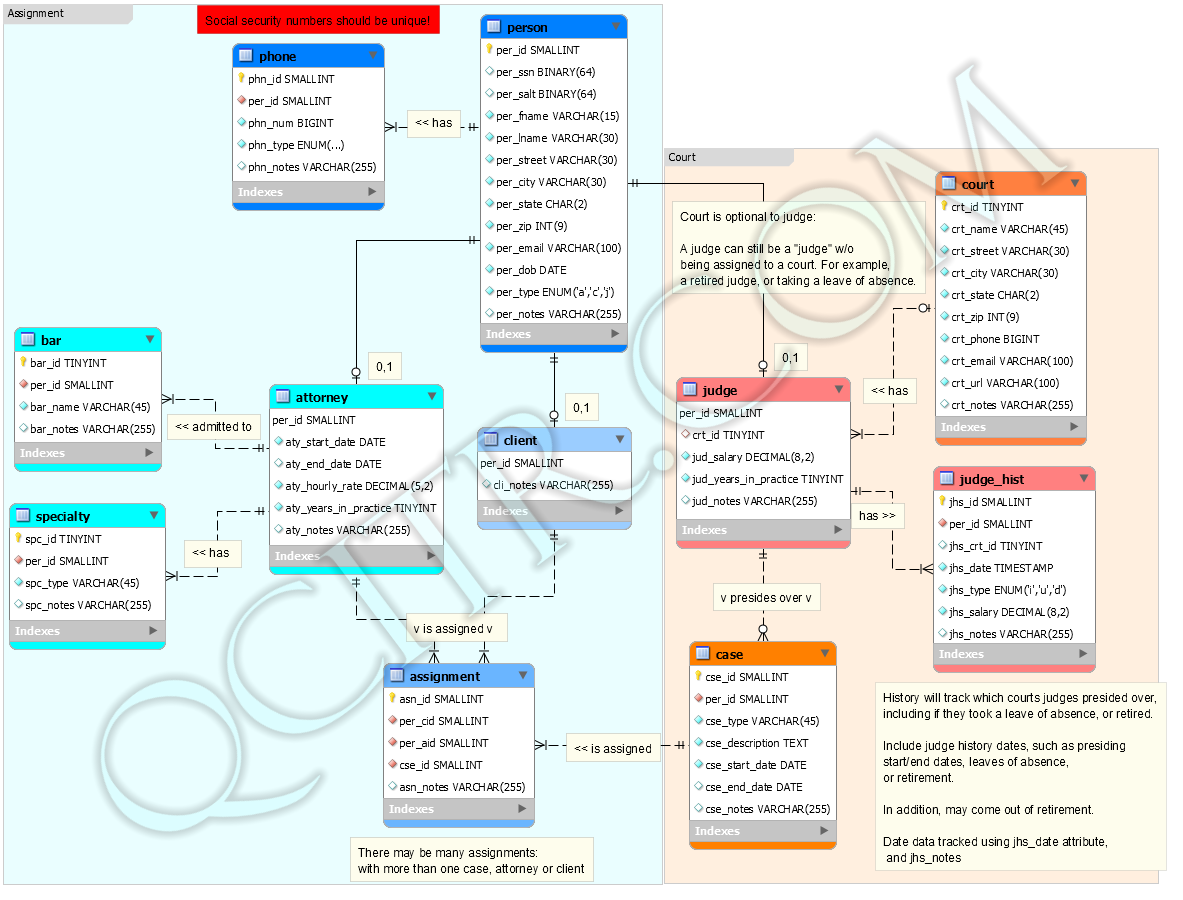 Assignment
Social security numbers should be unique!
person
per_id SMALLINT
per_ssn BINARY(64)
per_salt BINARY(64)
per_fname VARCHAR(15)
per_lname VARCHAR(30)
per_street VARCHAR(30)
per_city VARCHAR(30)
per_state CHAR(2)
per_zip INT(9)
per_email VARCHAR(100)
per_dob DATE
per_type ENUM('a','c','j')
per_notes VARCHAR(255)
Indexes
phone
phn_id SMALLINT
per_id SMALLINT
phn_num BIGINT
phn_type ENUM(...)
phn_notes VARCHAR(255)
Indexes
<< has
bar
bar_id TINYINT
per_id SMALLINT
bar_name VARCHAR(45)
bar_notes VARCHAR(255)
Indexes
<< admitted to
0,1
attorney
per_id SMALLINT
aty_start_date DATE
aty_end_date DATE
aty_hourly_rate DECIMAL(5,2)
aty_years_in_practice TINYINT
aty_notes VARCHAR(255)
Indexes
0,1
client
per_id SMALLINT
cli_notes VARCHAR(255)
Indexes
specialty
spc_id TINYINT
per_id SMALLINT
spc_type VARCHAR(45)
spc_notes VARCHAR(255)
Indexes
<< has
v is assigned v
assignment
asn_id SMALLINT
per_cid SMALLINT
per_aid SMALLINT
cse_id SMALLINT
asn_notes VARCHAR(255)
Indexes
<< is assigned
There may be many assignments:
with more than one case, attorney or client
Court
Court is optional to judge:
A judge can still be a "judge" w/o
being assigned to a court. For example,
a retired judge, or taking a leave of absence.
court
crt_id TINYINT
crt_name VARCHAR(45)
crt_street VARCHAR(30)
crt_city VARCHAR(30)
crt_state CHAR(2)
crt_zip INT(9)
crt_phone BIGINT
crt_email VARCHAR(100)
crt_url VARCHAR(100)
crt_notes VARCHAR(255)
Indexes
0,1
<< has
judge
per_id SMALLINT
crt_id TINYINT
jud_salary DECIMAL(8,2)
jud_years_in_practice TINYINT
jud_notes VARCHAR(255)
Indexes
has >>
judge_hist
jhs_id SMALLINT
per_id SMALLINT
jhs_crt_id TINYINT
jhs_date TIMESTAMP
jhs_type ENUM('i','u','d')
jhs_salary DECIMAL(8,2)
jhs_notes VARCHAR(255)
Indexes
v presides over v
case
cse_id SMALLINT
per_id SMALLINT
cse_type VARCHAR(45)
cse_description TEXT
cse_start_date DATE
cse_end_date DATE
cse_notes VARCHAR(255)
Indexes
History will track which courts judges presided over,
including if they took a leave of absence, or retired.
Include judge history dates, such as presiding
start/end dates, leaves of absence,
or retirement.
In addition, may come out of retirement.
Date data tracked using jhs_date attribute,
and jhs_notes
QCITR.COM